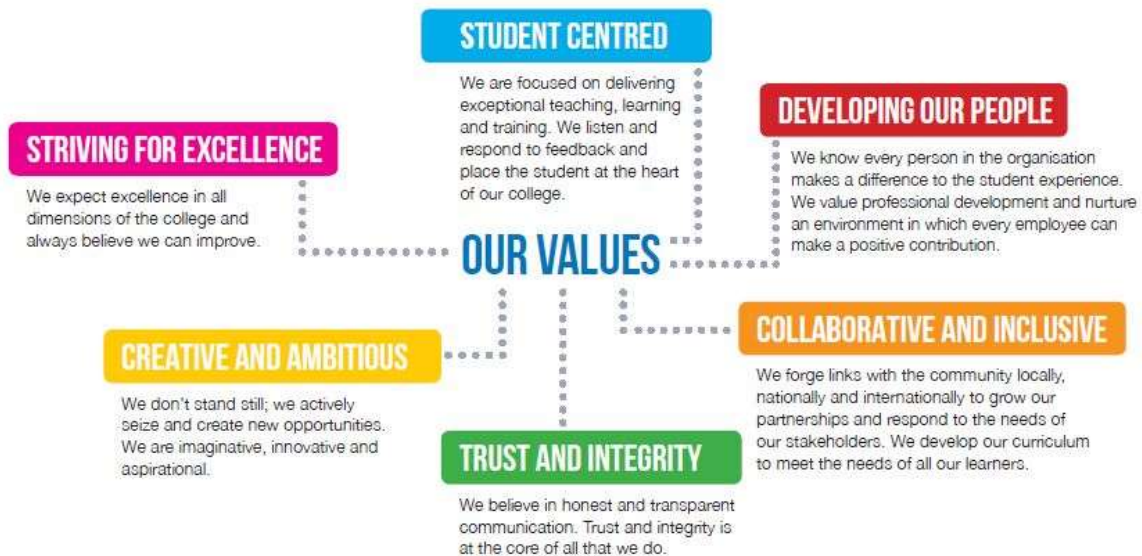 STUDENT CENTRED
We are focused on delivering
exceptional teaching, learning
and training. We listen and
respond to feedback and
place the student at the heart
of our college.
DEVELOPING OUR PEOPLE
We know every person in the organisation
makes a difference to the student experience.
We value professional development and nurture
an environment in which every employee can
make a positive contribution.
STRIVING FOR EXCELLENCE
We expect excellence in all
dimensions of the college and
always believe we can improve.
OUR VALUES
COLLABORATIVE AND INCLUSIVE
We forge links with the community locally,
nationally and internationally to grow our
partnerships and respond to the needs of
our stakeholders. We develop our curriculum
to meet the needs of all our learners.
CREATIVE AND AMBITIOUS
We don't stand still; we actively
seize and create new opportunities.
We are imaginative, innovative and
aspirational.
TRUST AND INTEGRITY
We believe in honest and transparent
communication. Trust and integrity is
at the core of all that we do.